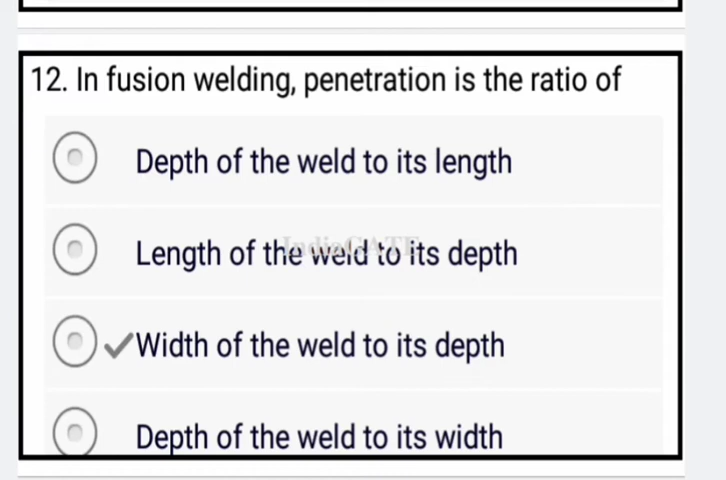 12. In fusion welding, penetration is the ratio of
Depth of the weld to its length
Length of the weld to its depth
IndiaGATE
✓Width of the weld to its depth
Depth of the weld to its width